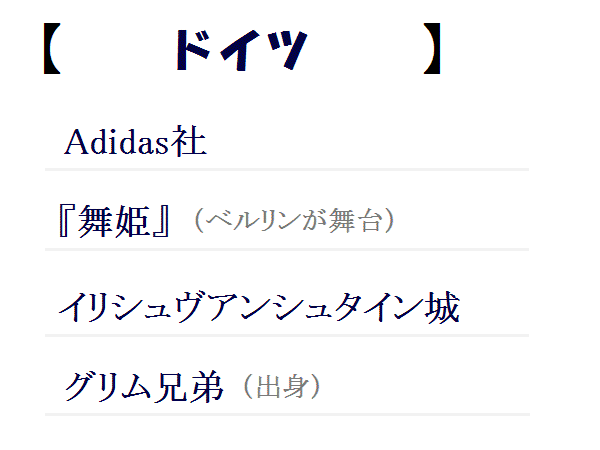 【 ドイツ 】
Adidas社
『舞姫』（ベルリンが舞台）
イリシュヴァンシュタイン城
グリム兄弟（出身）